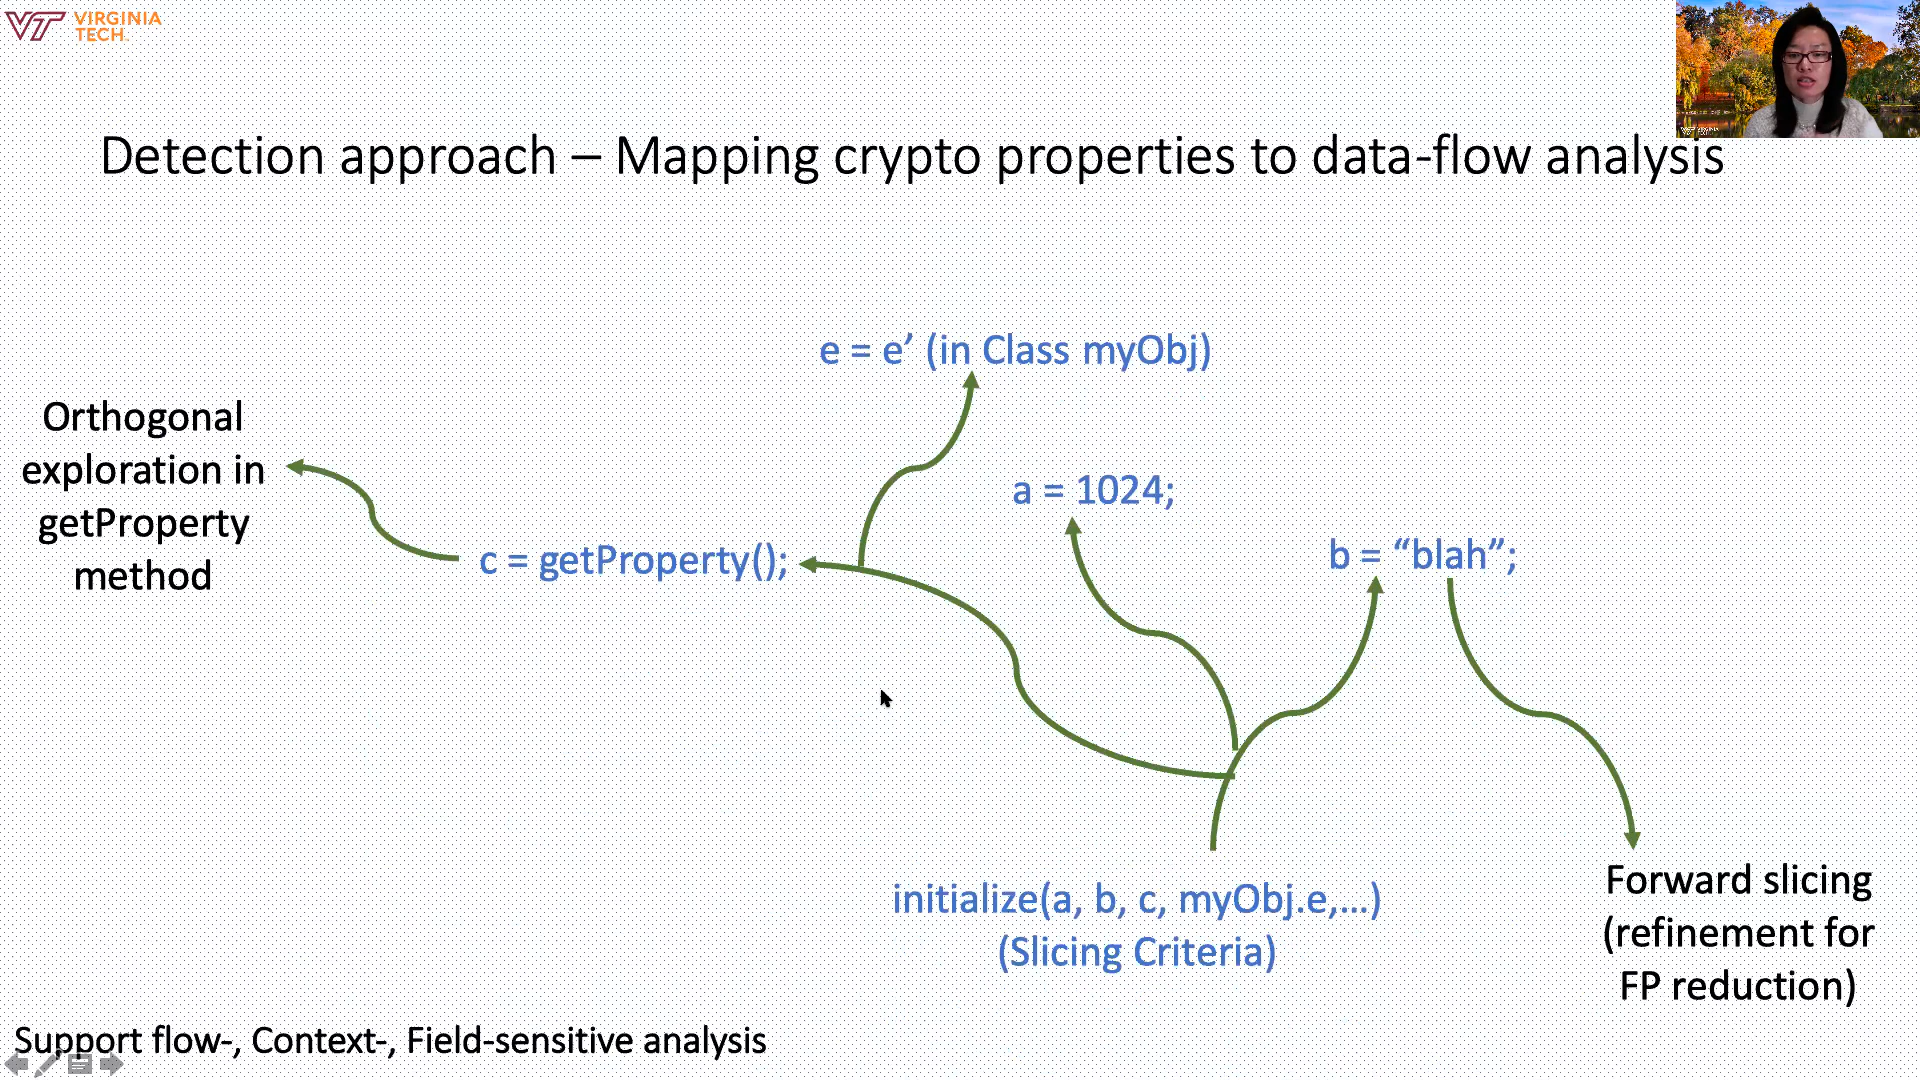 VIRGINIA
TECH
Detection approach – Mapping crypto properties to data-flow analysis
e = e’ (in Class myObj)
Orthogonal
exploration in
getProperty
method
a = 1024;
c = getProperty();
b = “blah”;
initialize(a, b, c, myObj.e,...)
(Slicing Criteria)
Forward slicing
(refinement for
FP reduction)
Support flow-, Context-, Field-sensitive analysis